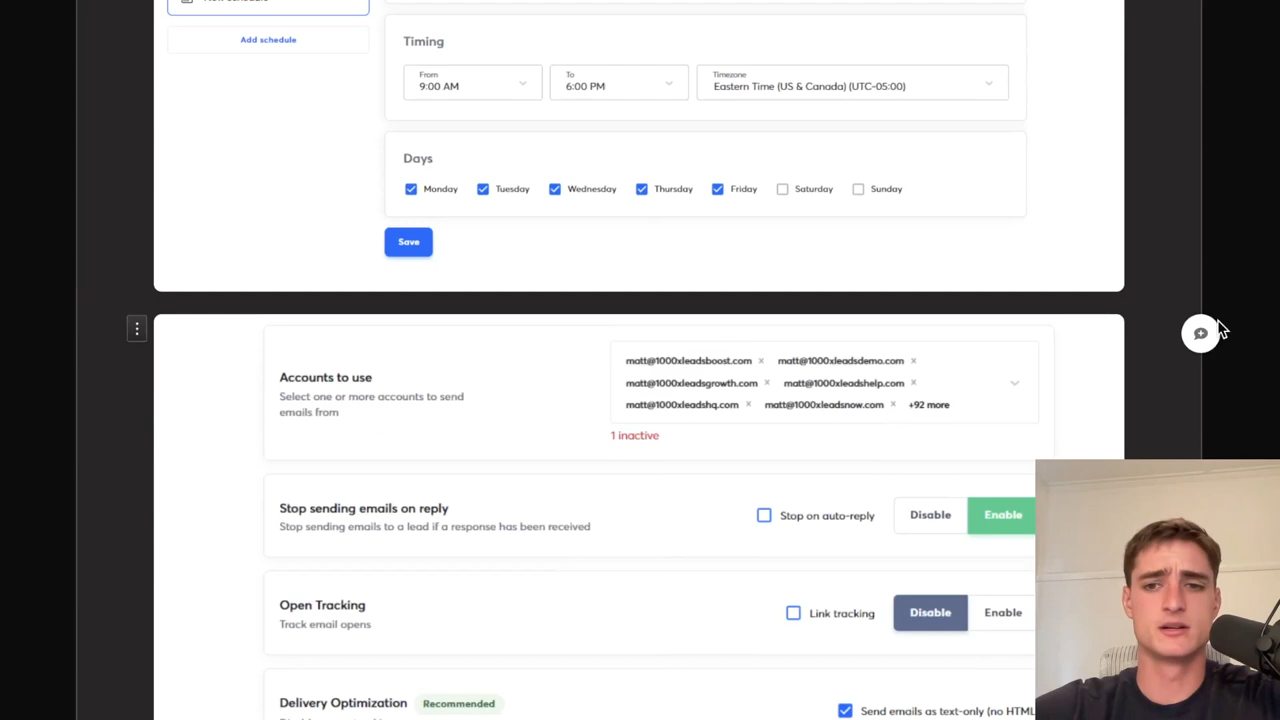 New schedule
Add schedule
Timing
From
9:00 AM
To
6:00 PM
Timezone
Eastern Time (US & Canada) (UTC-05:00)
Days
Monday Tuesday Wednesday Thursday Friday Saturday Sunday
Save
Accounts to use
Select one or more accounts to send
emails from
matt@1000xleadsboost.com × matt@1000xleadsdemo.com ×
matt@1000xleadsgrowth.com × matt@1000xleadshelp.com ×
matt@1000xleadshq.com × matt@1000xleadsnow.com × +92 more
1 inactive
Stop sending emails on reply
Stop sending emails to a lead if a response has been received
Stop on auto-reply
Disable
Enable
Open Tracking
Track email opens
Link tracking
Disable
Enable
Delivery Optimization
Recommended
Send emails as text-only (no HTML